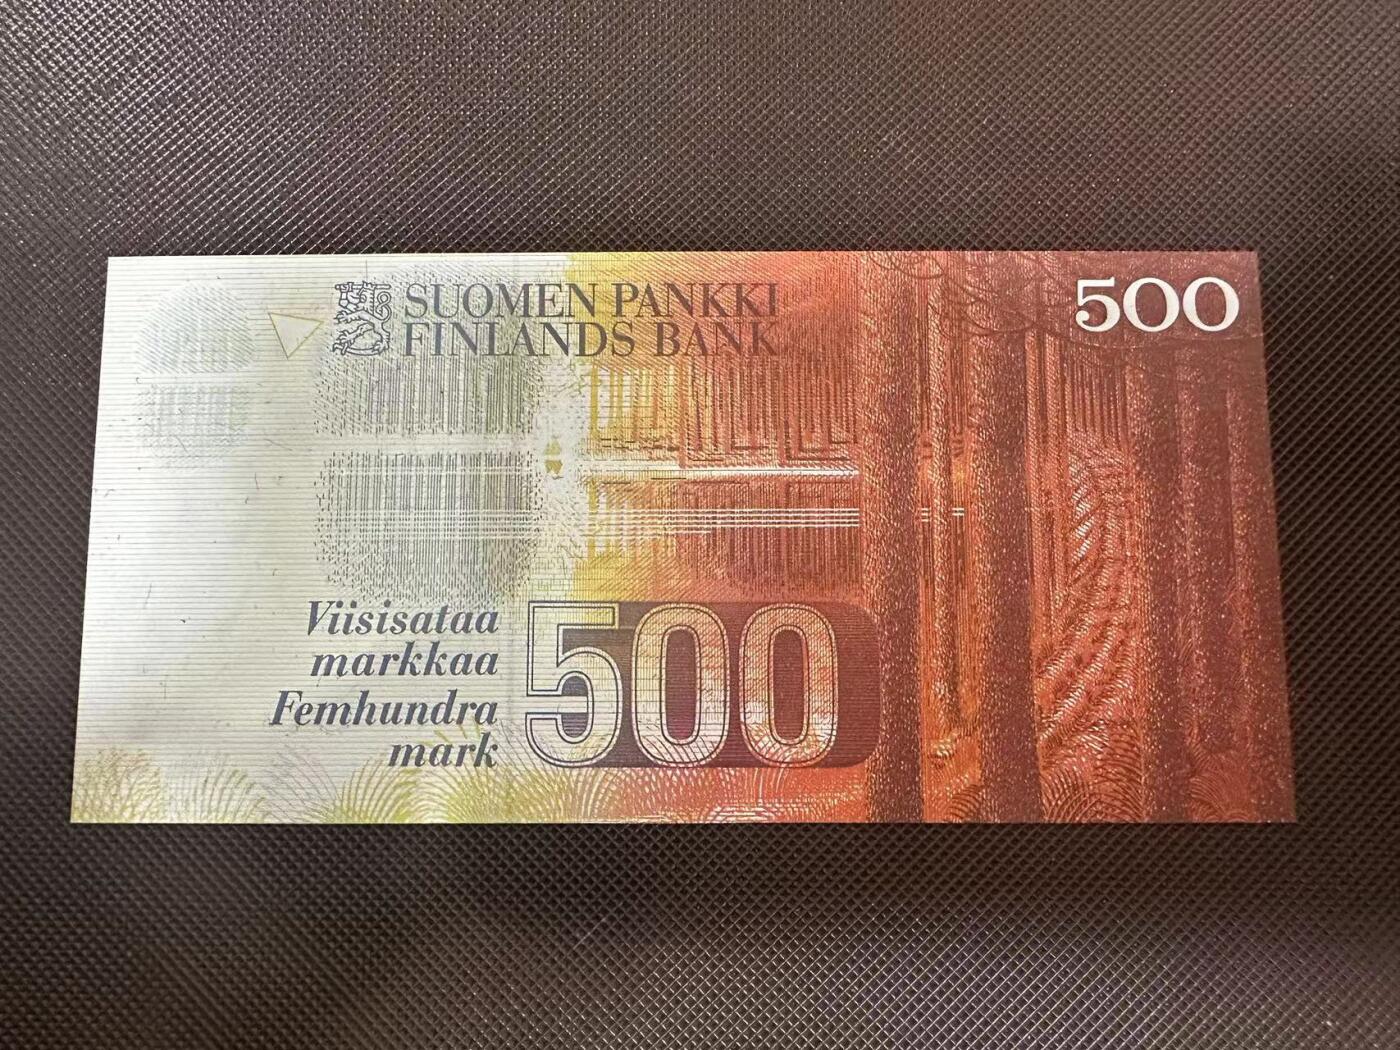 SUOMEN PANKKI
FINLANDS BANK
500
Viisisataa
markkaa
Femhundra
mark
500